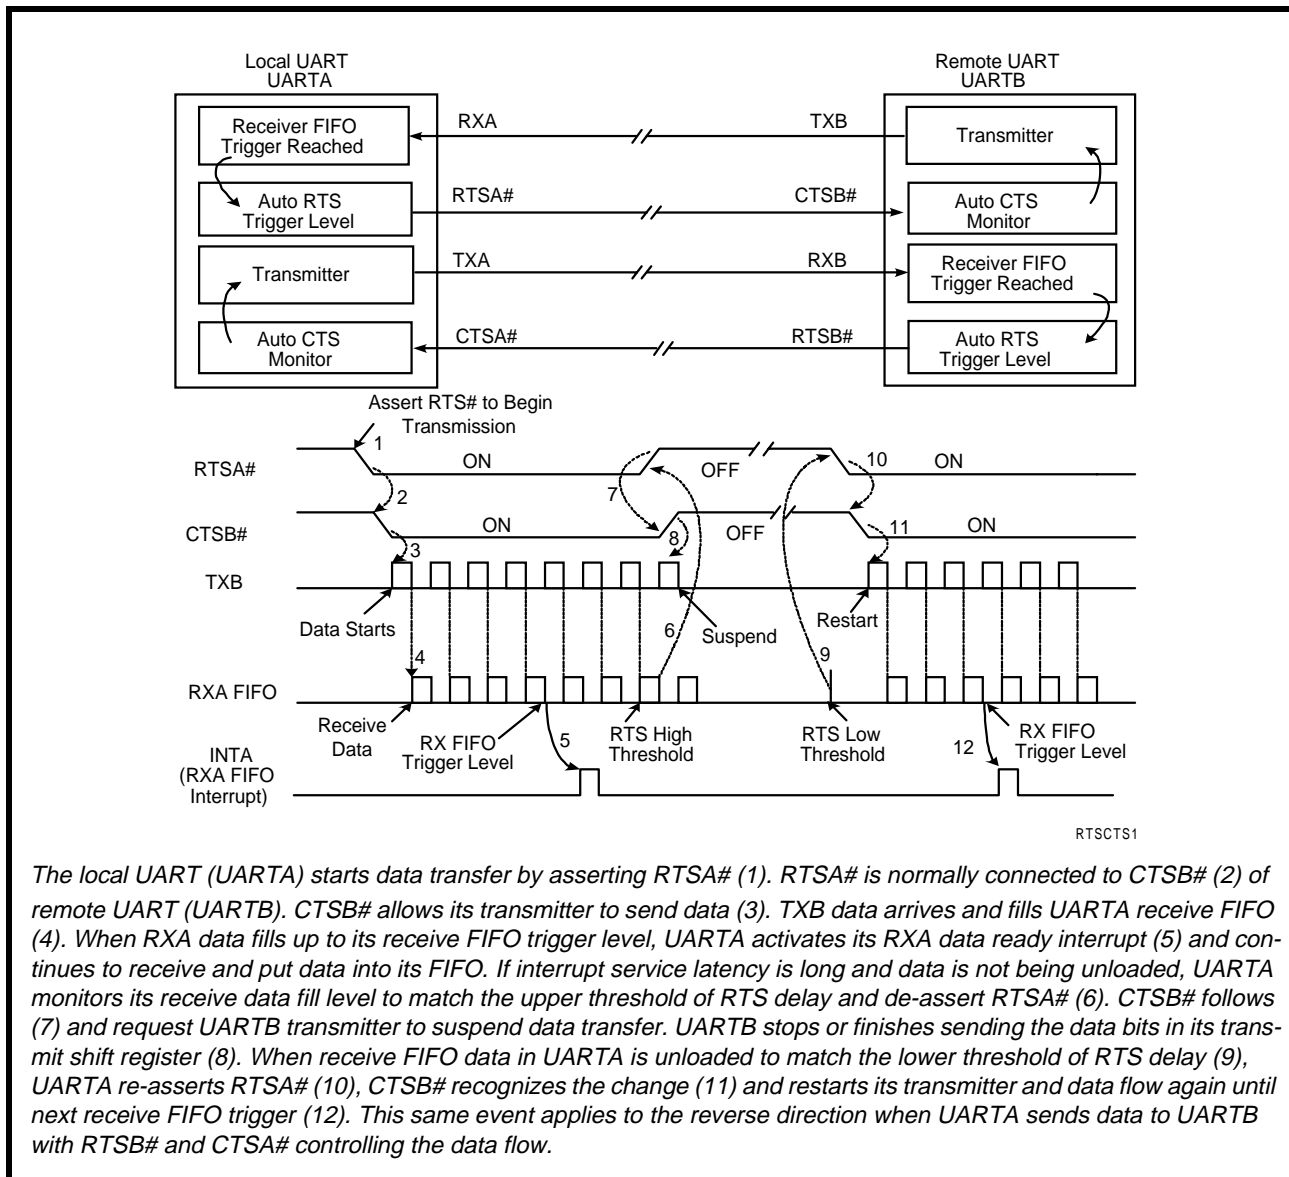 Local UART
UARTA
Remote UART
UARTB
Receiver FIFO
Trigger Reached
RXA
TXB
Transmitter
Auto RTS
Trigger Level
RTSA#
CTSB#
Auto CTS
Monitor
Transmitter
TXA
RXB
Receiver FIFO
Trigger Reached
Auto CTS
Monitor
CTSA#
RTSB#
Auto RTS
Trigger Level
Assert RTS# to Begin
Transmission
RTSA#
1
ON
OFF
10
ON
2
7
CTSB#
ON
OFF
ON
3
8
11
TXB
Data Starts
6
Suspend
Restart
4
9
RXA FIFO
Receive
Data
RX FIFO
Trigger Level
5
RTS High
Threshold
RTS Low
Threshold
12
RX FIFO
Trigger Level
INTA
(RXA FIFO
Interrupt)
RTSCTS1
The local UART (UARTA) starts data transfer by asserting RTSA# (1). RTSA# is normally connected to CTSB# (2) of
remote UART (UARTB). CTSB# allows its transmitter to send data (3). TXB data arrives and fills UARTA receive FIFO
(4). When RXA data fills up to its receive FIFO trigger level, UARTA activates its RXA data ready interrupt (5) and con-
tinues to receive and put data into its FIFO. If interrupt service latency is long and data is not being unloaded, UARTA
monitors its receive data fill level to match the upper threshold of RTS delay and de-assert RTSA# (6). CTSB# follows
(7) and request UARTB transmitter to suspend data transfer. UARTB stops or finishes sending the data bits in its trans-
mit shift register (8). When receive FIFO data in UARTA is unloaded to match the lower threshold of RTS delay (9),
UARTA re-asserts RTSA# (10), CTSB# recognizes the change (11) and restarts its transmitter and data flow again until
next receive FIFO trigger (12). This same event applies to the reverse direction when UARTA sends data to UARTB
with RTSB# and CTSA# controlling the data flow.